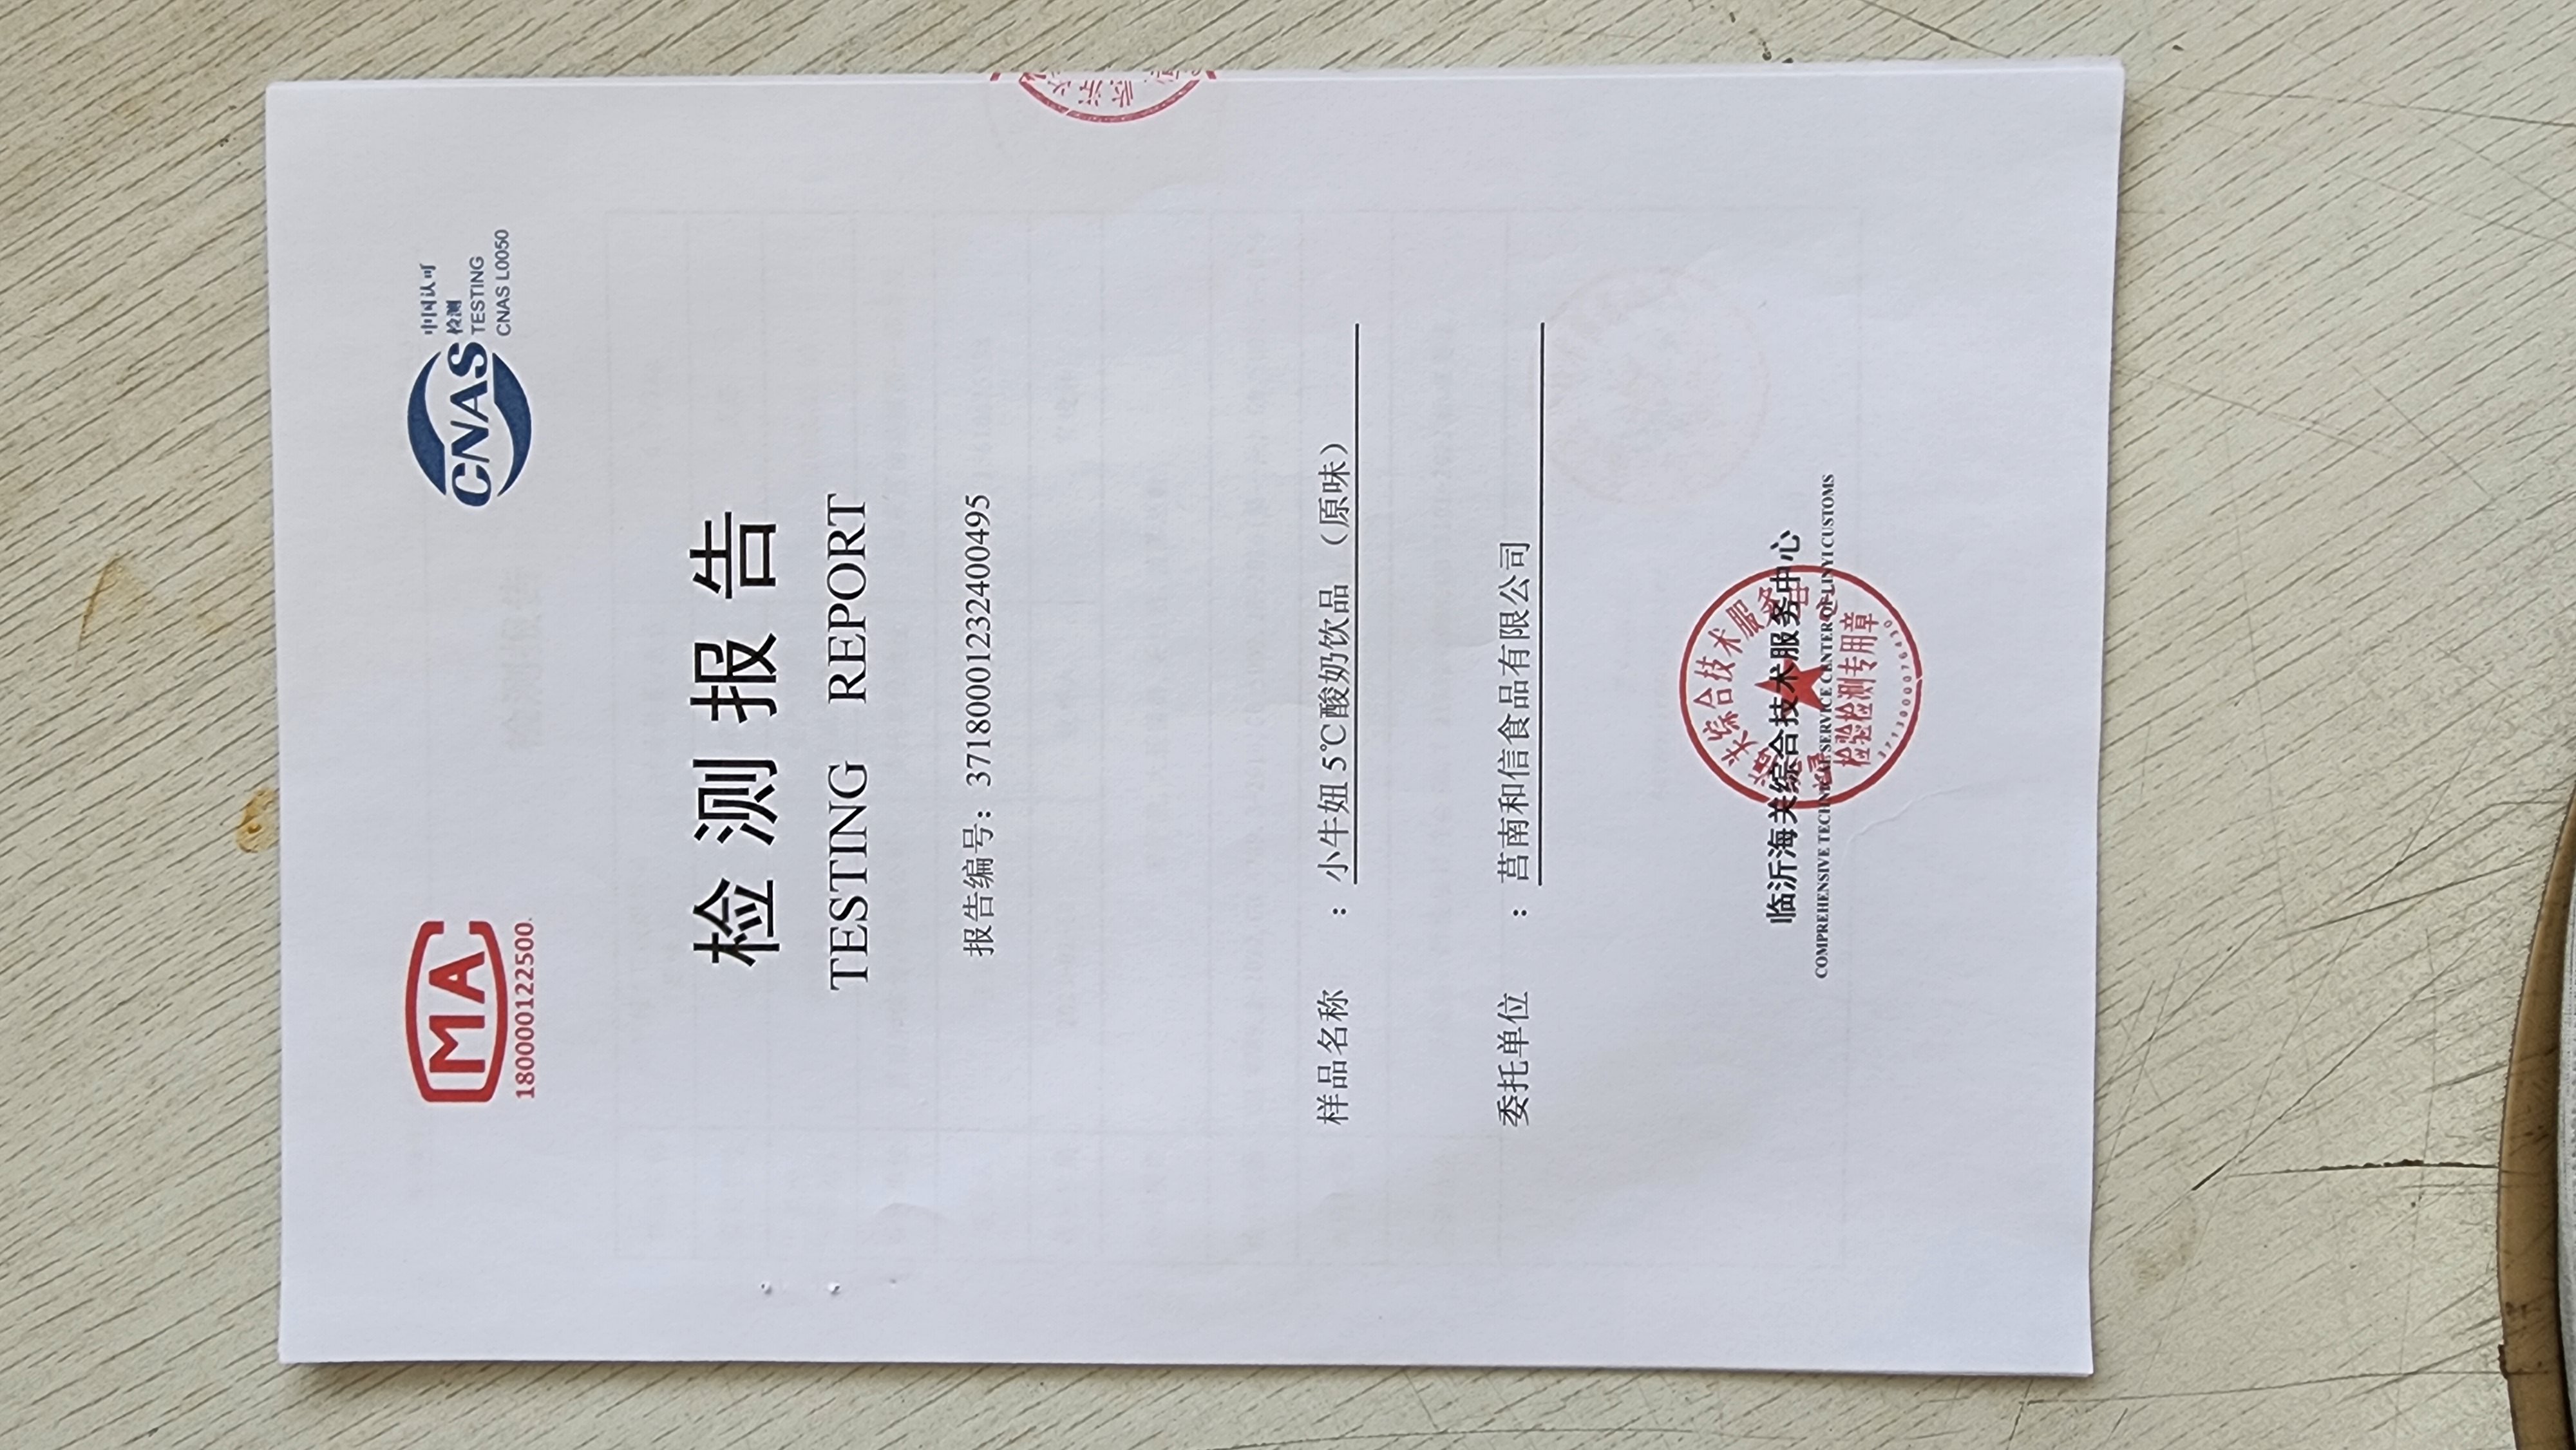 MA
180000122500
CNAS
中国认可
检测
TESTING
CNAS L0050
检测报告
TESTING REPORT
报告编号：37180001232400495
样品名称 ：小牛妞5℃酸奶饮品（原味）
委托单位 ：莒南和信食品有限公司
临沂海关综合技术服务中心
COMPREHENSIVE TECHNICAL SERVICE CENTER OF LINYI CUSTOMS
检验检测专用章